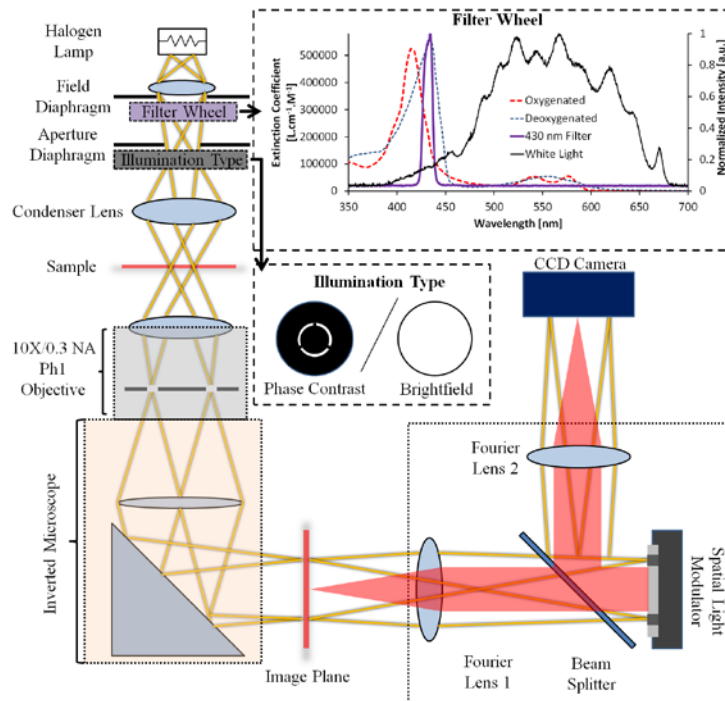 Halogen
Lamp
Field
Diaphragm
Filter Wheel
Aperture
Diaphragm
Illumination Type
Condenser Lens
Sample
10X/0.3 NA
Ph1
Objective
Inverted Microscope
Filter Wheel
Extinction Coefficient
[L.cm⁻¹.M⁻¹]
500000
400000
300000
200000
100000
0
Oxygenated
Deoxygenated
430 nm Filter
White Light
1
0.8
0.6
0.4
0.2
0
Normalised Intensity [a.u.]
350 400 450 500 550 600 650 700
Wavelength [nm]
Illumination Type
Phase Contrast
Brightfield
CCD Camera
Fourier
Lens 2
Spatial Light
Modulator
Image Plane
Fourier
Lens 1
Beam
Splitter